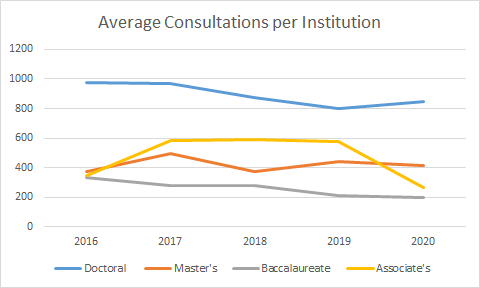 Average Consultations per Institution
1200
1000
800
600
400
200
0
2016 2017 2018 2019 2020
Doctoral Master's Baccalaureate Associate's